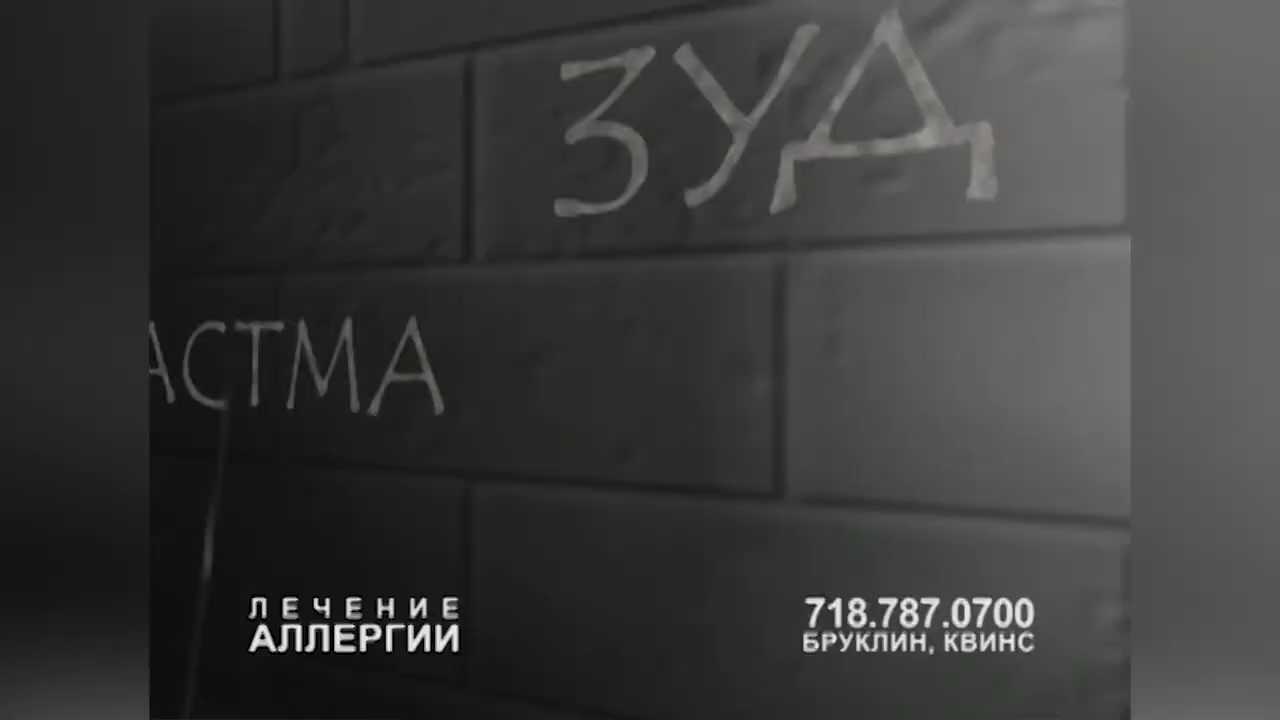 ЗУД
АСТМА
ЛЕЧЕНИЕ
АЛЛЕРГИИ
718.787.0700
БРУКЛИН, КВИНС